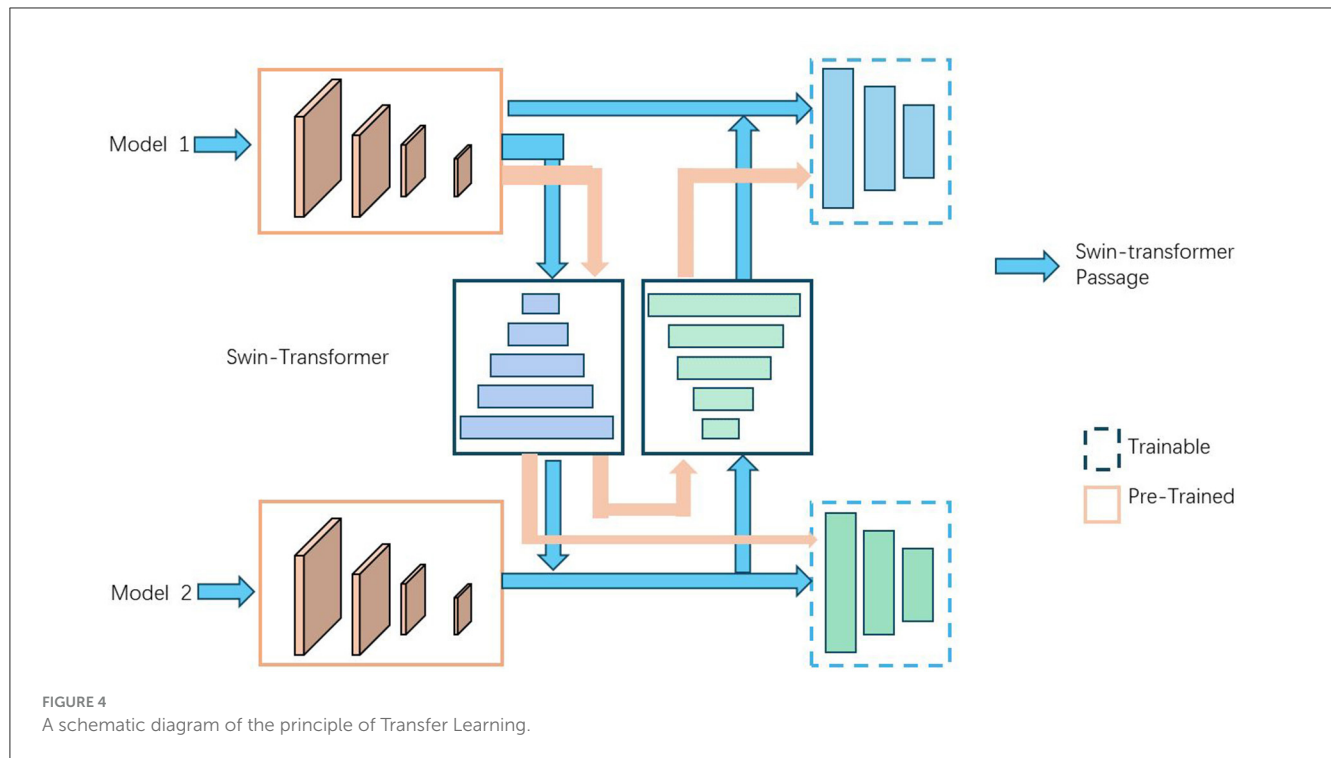 Model 1
Swin-transformer
Passage
Swin-Transformer
Trainable
Pre-Trained
Model 2
FIGURE 4
A schematic diagram of the principle of Transfer Learning.